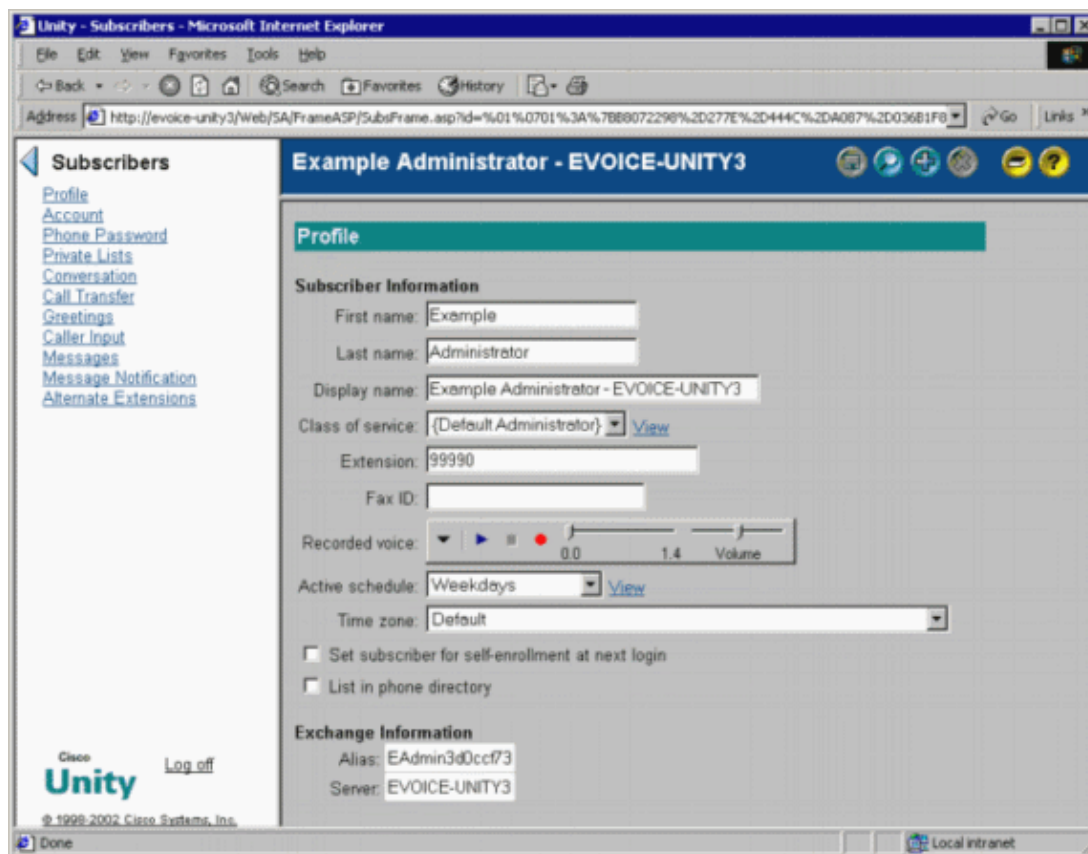 Unity - Subscribers - Microsoft Internet Explorer
File Edit View Favorites Tools Help
Back Search Favorites History
Address http://evoice-unity3/Web/SA/FrameASP/SubsFrame.asp?id=%01%0701%3A%7BB8072298%2D277E%2D444C%2DA087%2D036B1F8 Go Links
Subscribers
Example Administrator - EVOICE-UNITY3
Profile
Account
Phone Password
Private Lists
Conversation
Call Transfer
Greetings
Caller Input
Messages
Message Notification
Alternate Extensions
Profile
Subscriber Information
First name: Example
Last name: Administrator
Display name: Example Administrator - EVOICE-UNITY3
Class of service: {Default Administrator} View
Extension: 99990
Fax ID:
Recorded voice: 0.0 1.4 Volume
Active schedule: Weekdays View
Time zone: Default
Set subscriber for self-enrollment at next login
List in phone directory
Exchange Information
Alias: EAdmin3d0ccf73
Server: EVOICE-UNITY3
Cisco
Unity
Log off
© 1998-2002 Cisco Systems, Inc.
Done Local intranet